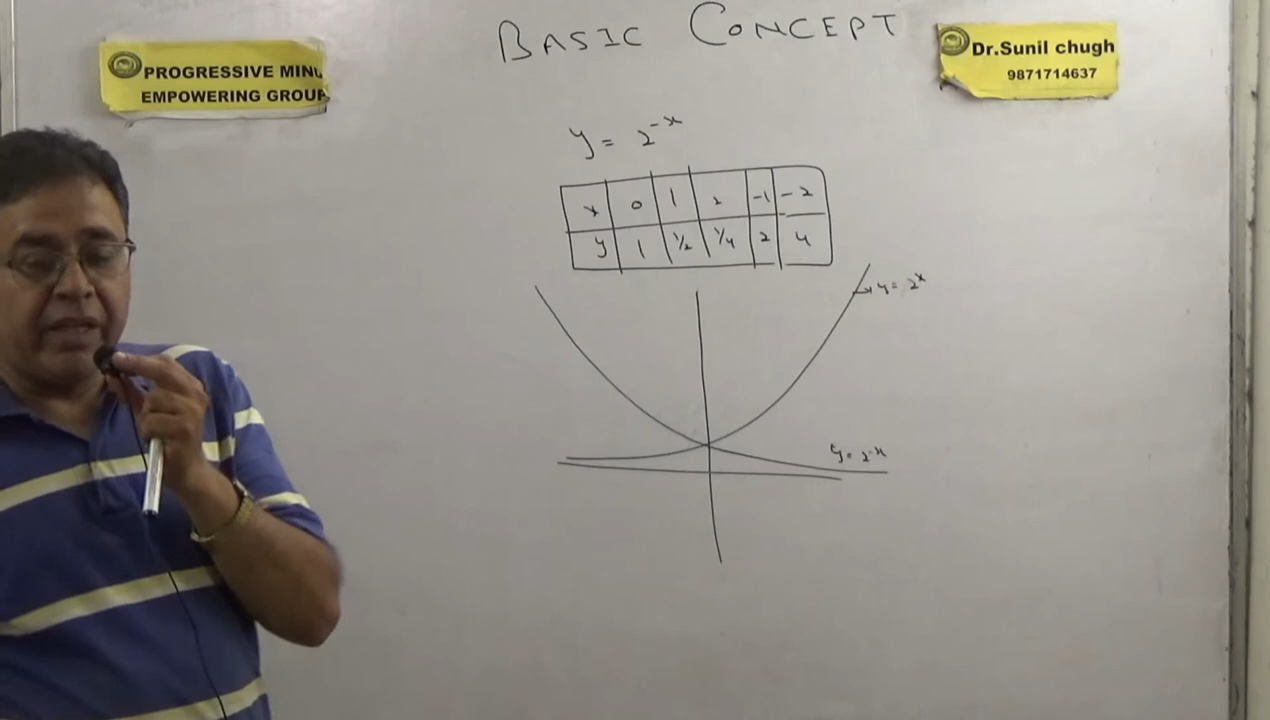 BASIC CONCEPT
PROGRESSIVE MIN
EMPOWERING GROUP
Dr.Sunil chugh
9871714637
y = 2⁻ˣ
x 0 1 2 -1 -2
y 1 1/2 1/4 2 4
y = 2ˣ
y = 2⁻ˣ